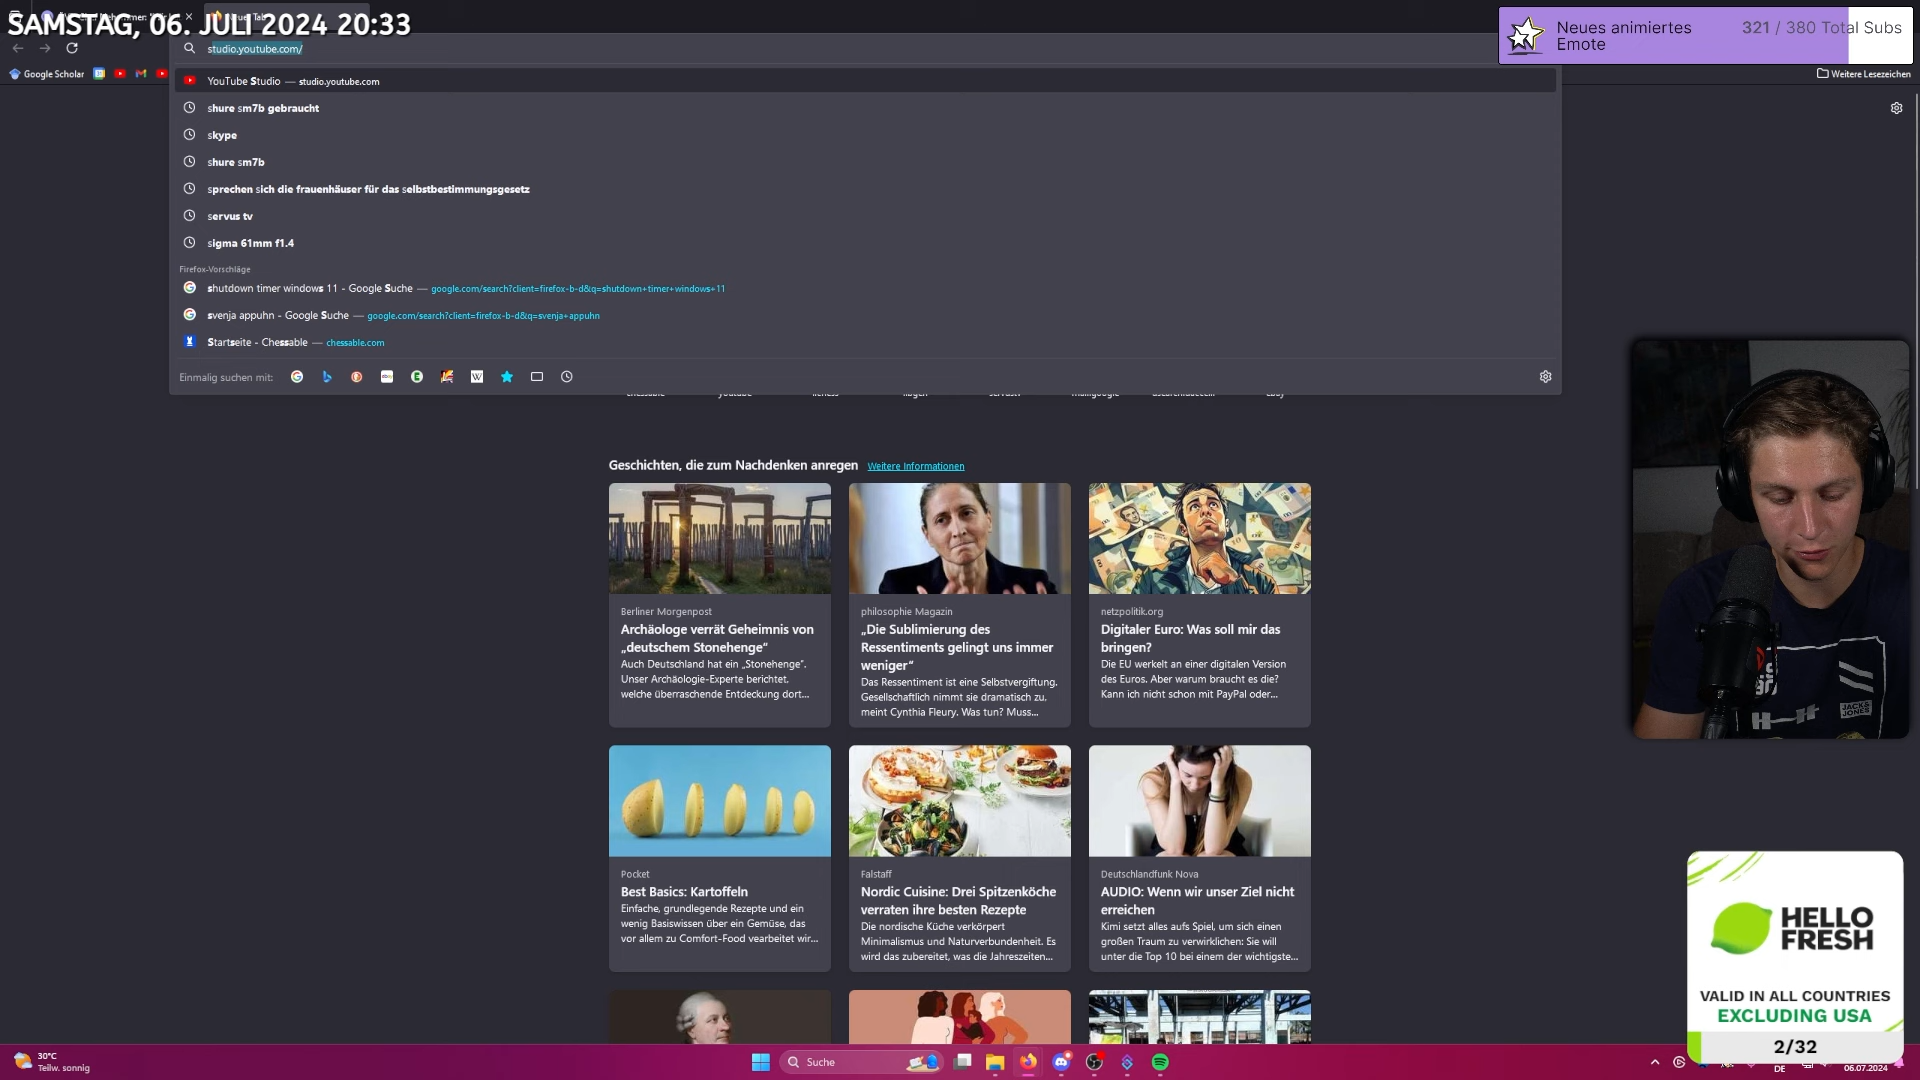 SAMSTAG, 06. JULI 2024 20:33
studio.youtube.com/
Neues animiertes
Emote
321 / 380 Total Subs
Google Scholar
Weitere Lesezeichen
YouTube Studio — studio.youtube.com
shure sm7b gebraucht
skype
shure sm7b
sprechen sich die frauenhäuser für das selbstbestimmungsgesetz
servus tv
sigma 61mm f1.4
Firefox-Vorschläge
shutdown timer windows 11 - Google Suche — google.com/search?client=firefox-b-d&q=shutdown+timer+windows+11
svenja appuhn - Google Suche — google.com/search?client=firefox-b-d&q=svenja+appuhn
Startseite - Chessable — chessable.com
Einmalig suchen mit:
Geschichten, die zum Nachdenken anregen Weitere Informationen
Berliner Morgenpost
Archäologe verrät Geheimnis von
„deutschem Stonehenge“
Auch Deutschland hat ein „Stonehenge“.
Unser Archäologie-Experte berichtet,
welche überraschende Entdeckung dort...
philosophie Magazin
„Die Sublimierung des
Ressentiments gelingt uns immer
weniger“
Das Ressentiment ist eine Selbstvergiftung.
Gesellschaftlich nimmt sie dramatisch zu,
meint Cynthia Fleury. Was tun? Muss...
netzpolitik.org
Digitaler Euro: Was soll mir das
bringen?
Die EU werkelt an einer digitalen Version
des Euros. Aber warum braucht es die?
Kann ich nicht schon mit PayPal oder...
Pocket
Best Basics: Kartoffeln
Einfache, grundlegende Rezepte und ein
wenig Basiswissen über ein Gemüse, das
vor allem zu Comfort-Food vearbeitet wir...
Falstaff
Nordic Cuisine: Drei Spitzenköche
verraten ihre besten Rezepte
Die nordische Küche verkörpert
Minimalismus und Naturverbundenheit. Es
wird das zubereitet, was die Jahreszeiten...
Deutschlandfunk Nova
AUDIO: Wenn wir unser Ziel nicht
erreichen
Kimi setzt alles aufs Spiel, um sich einen
großen Traum zu verwirklichen: Sie will
unter die Top 10 bei einem der wichtigste...
JACK&
JONES
HELLO
FRESH
VALID IN ALL COUNTRIES
EXCLUDING USA
2/32
30°C
Teilw. sonnig
Suche
DE
06.07.2024